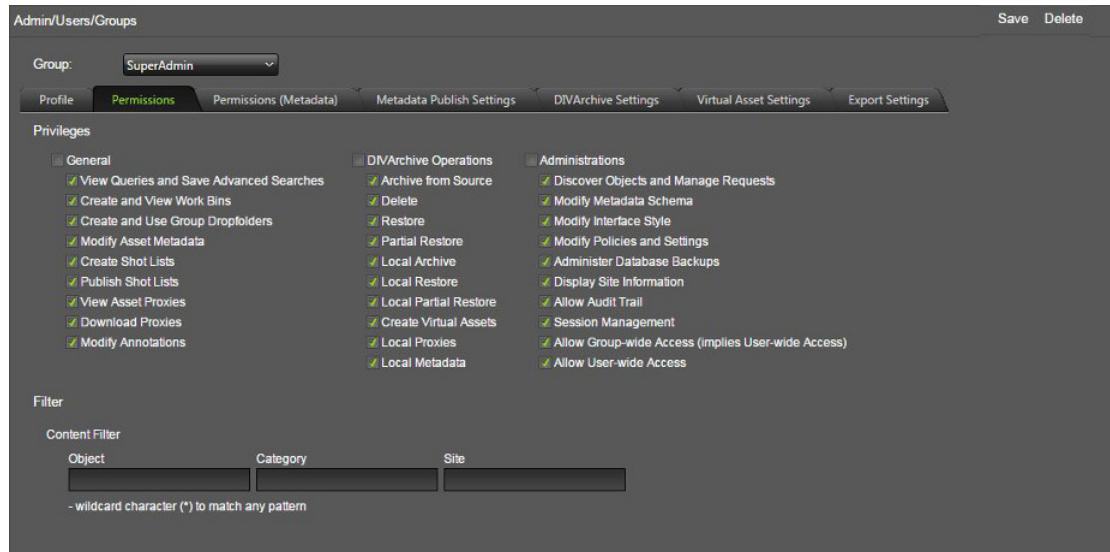 Admin/Users/Groups Save Delete
Group: SuperAdmin
Profile Permissions Permissions (Metadata) Metadata Publish Settings DIVArchive Settings Virtual Asset Settings Export Settings
Privileges
General
View Queries and Save Advanced Searches
Create and View Work Bins
Create and Use Group Dropfolders
Modify Asset Metadata
Create Shot Lists
Publish Shot Lists
View Asset Proxies
Download Proxies
Modify Annotations
DIVArchive Operations
Archive from Source
Delete
Restore
Partial Restore
Local Archive
Local Restore
Local Partial Restore
Create Virtual Assets
Local Proxies
Local Metadata
Administrations
Discover Objects and Manage Requests
Modify Metadata Schema
Modify Interface Style
Modify Policies and Settings
Administer Database Backups
Display Site Information
Allow Audit Trail
Session Management
Allow Group-wide Access (implies User-wide Access)
Allow User-wide Access
Filter
Content Filter
Object Category Site
- wildcard character (*) to match any pattern